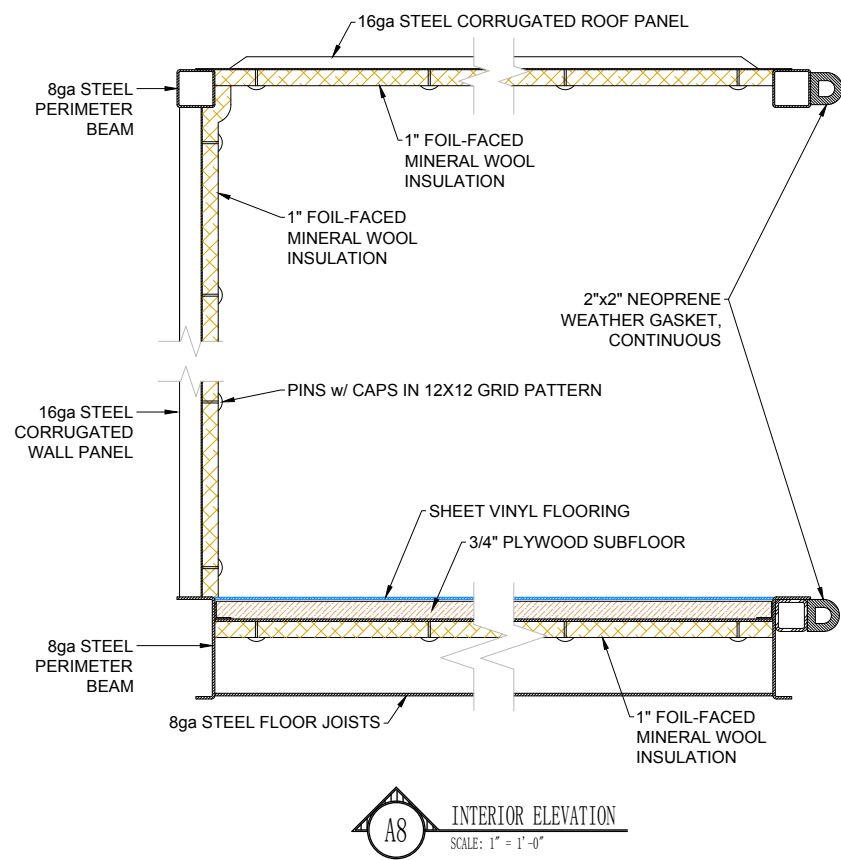 16ga STEEL CORRUGATED ROOF PANEL
8ga STEEL
PERIMETER
BEAM
1" FOIL-FACED
MINERAL WOOL
INSULATION
1" FOIL-FACED
MINERAL WOOL
INSULATION
2"x2" NEOPRENE
WEATHER GASKET,
CONTINUOUS
PINS w/ CAPS IN 12X12 GRID PATTERN
16ga STEEL
CORRUGATED
WALL PANEL
SHEET VINYL FLOORING
3/4" PLYWOOD SUBFLOOR
8ga STEEL
PERIMETER
BEAM
8ga STEEL FLOOR JOISTS
1" FOIL-FACED
MINERAL WOOL
INSULATION
A8
INTERIOR ELEVATION
SCALE: 1" = 1'-0"